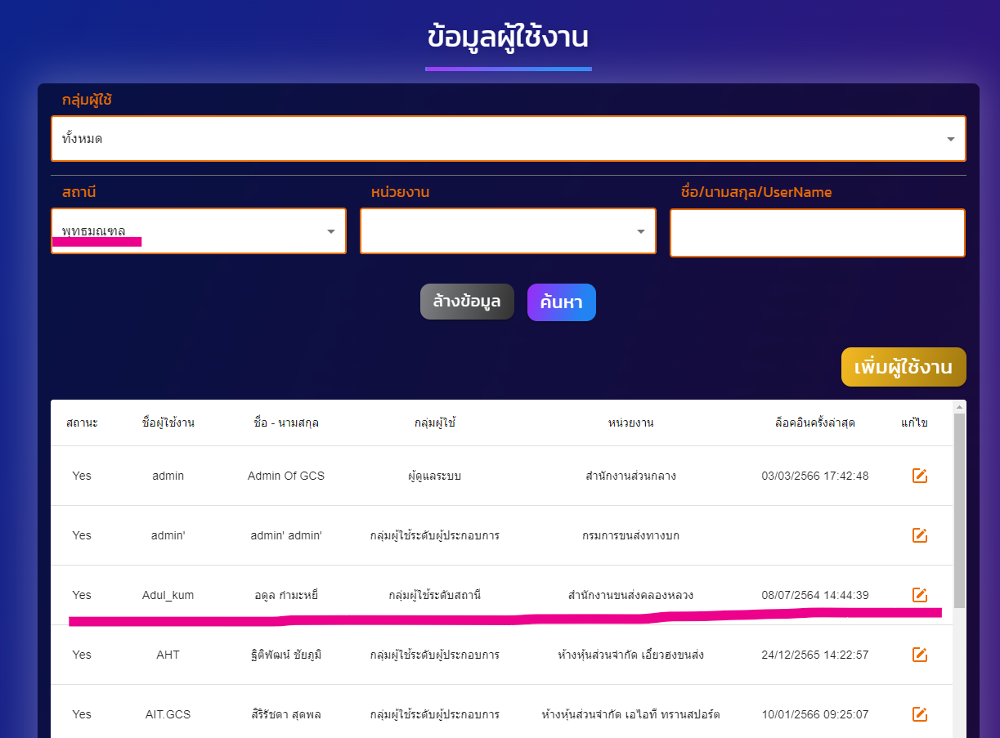 ข้อมูลผู้ใช้งาน
กลุ่มผู้ใช้
ทั้งหมด
สถานี หน่วยงาน ชื่อ/นามสกุล/UserName
พุทธมณฑล
ล้างข้อมูล ค้นหา
เพิ่มผู้ใช้งาน
สถานะ ชื่อผู้ใช้งาน ชื่อ - นามสกุล กลุ่มผู้ใช้ หน่วยงาน ล็อคอินครั้งล่าสุด แก้ไข
Yes admin Admin Of GCS ผู้ดูแลระบบ สำนักงานส่วนกลาง 03/03/2566 17:42:48
Yes admin' admin' admin' กลุ่มผู้ใช้ระดับผู้ประกอบการ กรมการขนส่งทางบก
Yes Adul_kum อดูล กำมะหยี่ กลุ่มผู้ใช้ระดับสถานี สำนักงานขนส่งคลองหลวง 08/07/2564 14:44:39
Yes AHT ฐิติพัฒน์ ชัยภูมิ กลุ่มผู้ใช้ระดับผู้ประกอบการ ห้างหุ้นส่วนจำกัด เอี้ยวฮงขนส่ง 24/12/2565 14:22:57
Yes AIT.GCS สิริรัชดา สุดพล กลุ่มผู้ใช้ระดับผู้ประกอบการ ห้างหุ้นส่วนจำกัด เอไอที ทรานสปอร์ต 10/01/2566 09:25:07